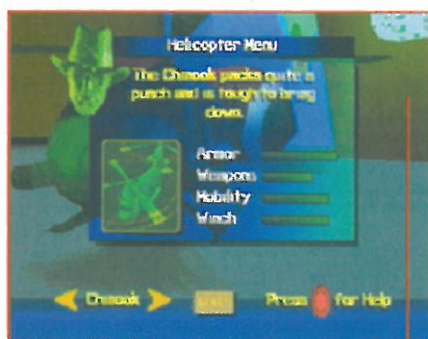 Helicopter Menu
The Chinook packs quite a
punch and is tough to bring
down.
Armor
Weapons
Mobility
Winch
Chinook
Press for Help